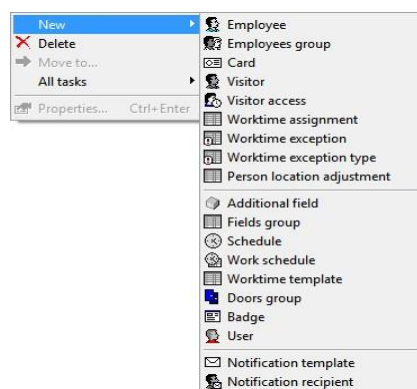 New
Delete
Move to...
All tasks
Properties... Ctrl+Enter
Employee
Employees group
Card
Visitor
Visitor access
Worktime assignment
Worktime exception
Worktime exception type
Person location adjustment
Additional field
Fields group
Schedule
Work schedule
Worktime template
Doors group
Badge
User
Notification template
Notification recipient